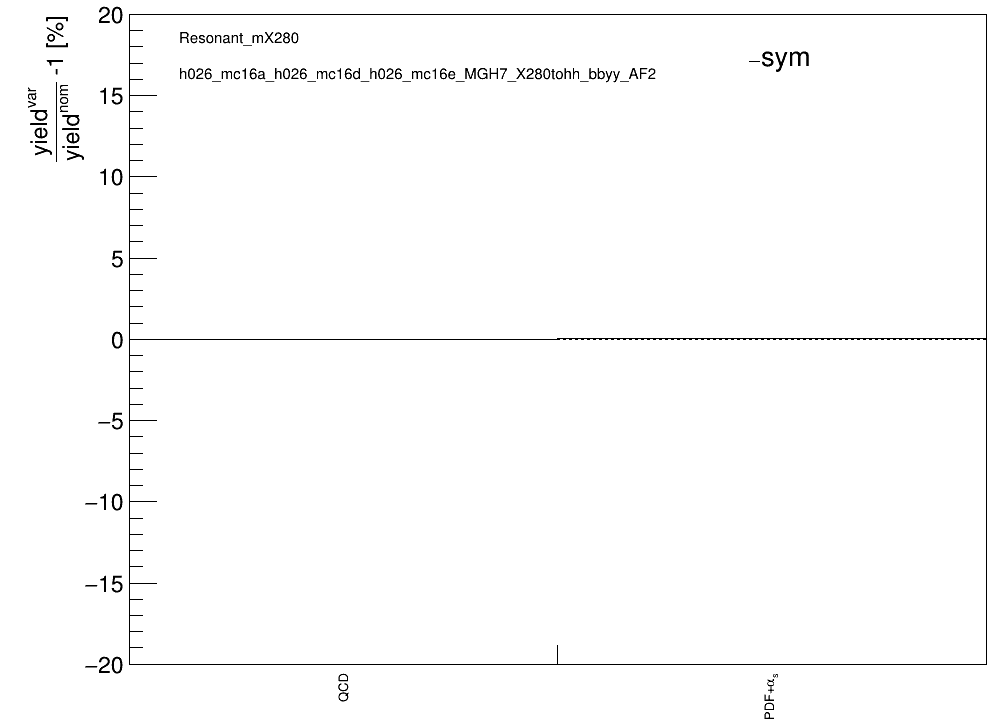 yield^var / yield^nom -1 [%]
Resonant_mX280
h026_mc16a_h026_mc16d_h026_mc16e_MGH7_X280tohh_bbyy_AF2
sym
20
15
10
5
0
−5
−10
−15
−20
QCD
PDF+α_s